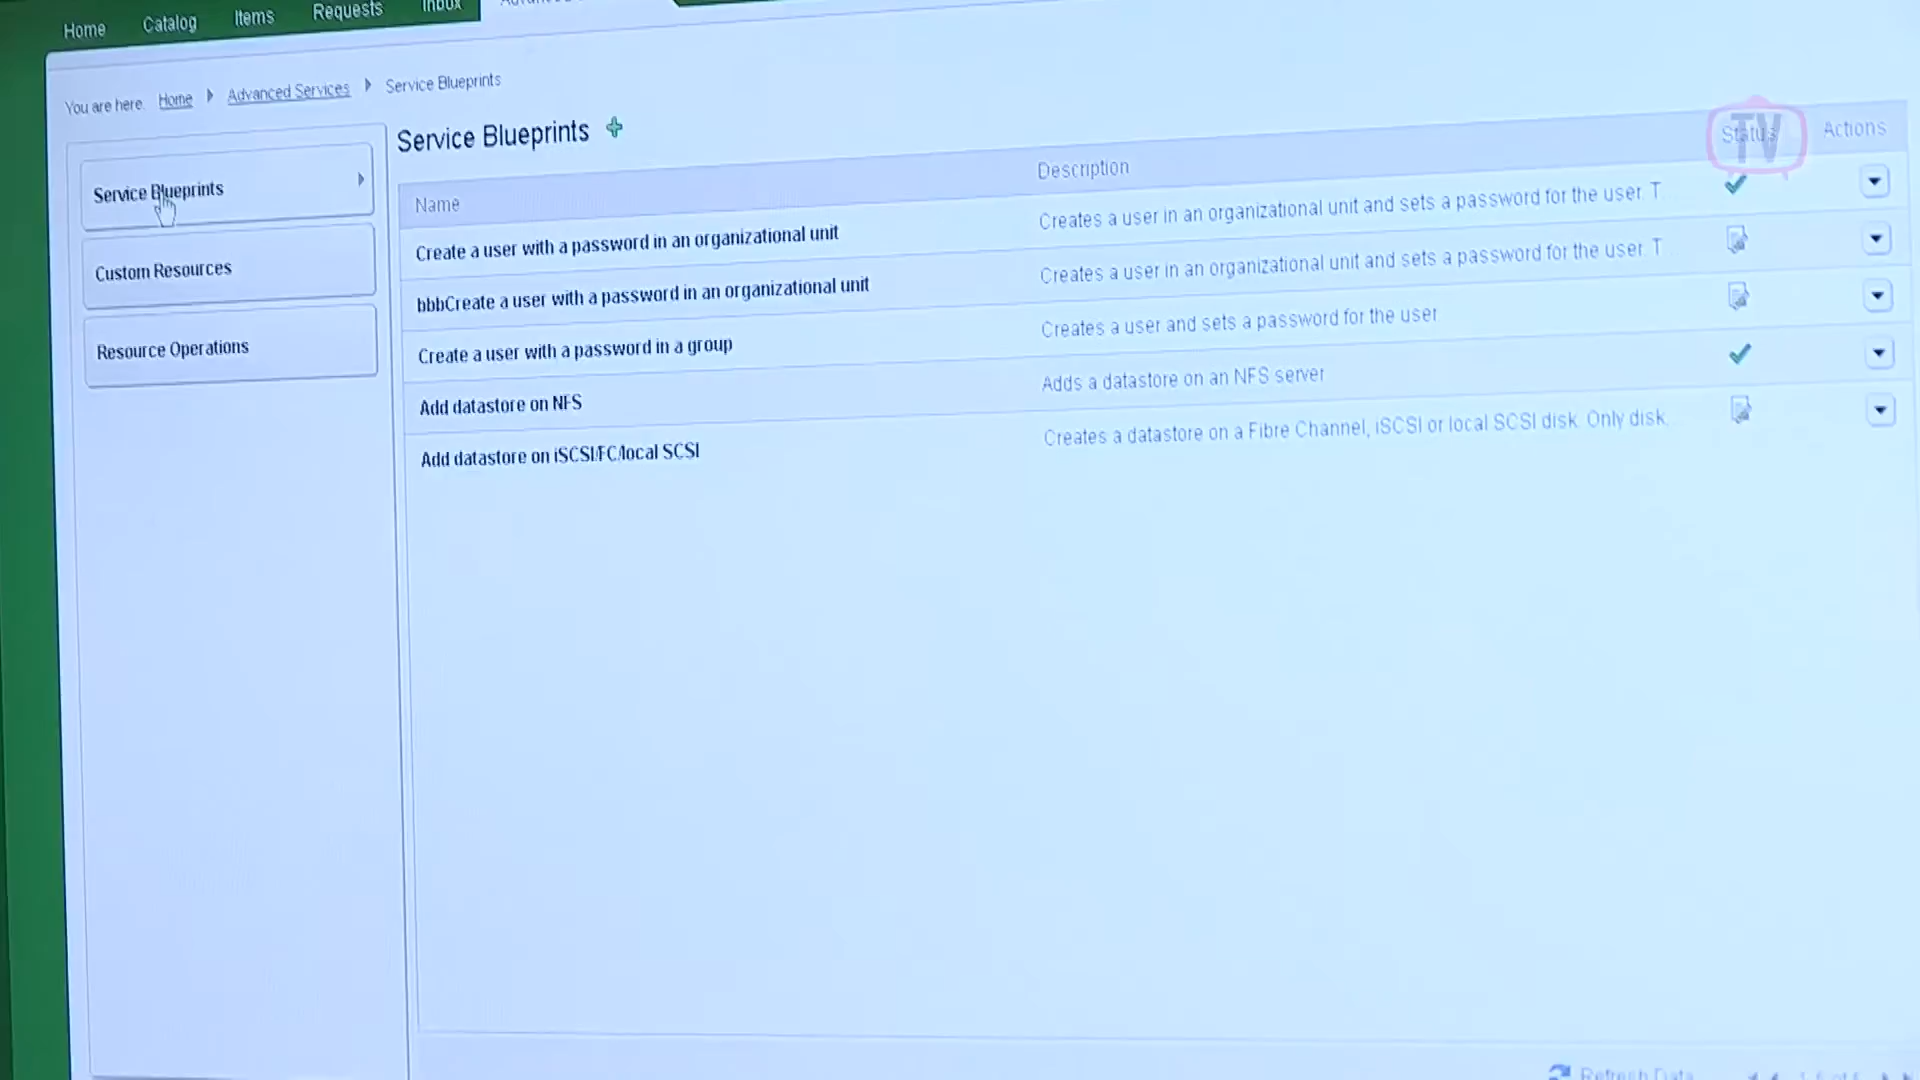 Home Catalog Items Requests Inbox
You are here: Home Advanced Services Service Blueprints
Service Blueprints
Custom Resources
Resource Operations
Service Blueprints
Name Description Status Actions
TV
Create a user with a password in an organizational unit Creates a user in an organizational unit and sets a password for the user. T
bbbCreate a user with a password in an organizational unit Creates a user in an organizational unit and sets a password for the user. T
Create a user with a password in a group Creates a user and sets a password for the user
Add datastore on NFS Adds a datastore on an NFS server
Add datastore on iSCSI/FC/local SCSI Creates a datastore on a Fibre Channel, iSCSI or local SCSI disk. Only disk
Refresh Data